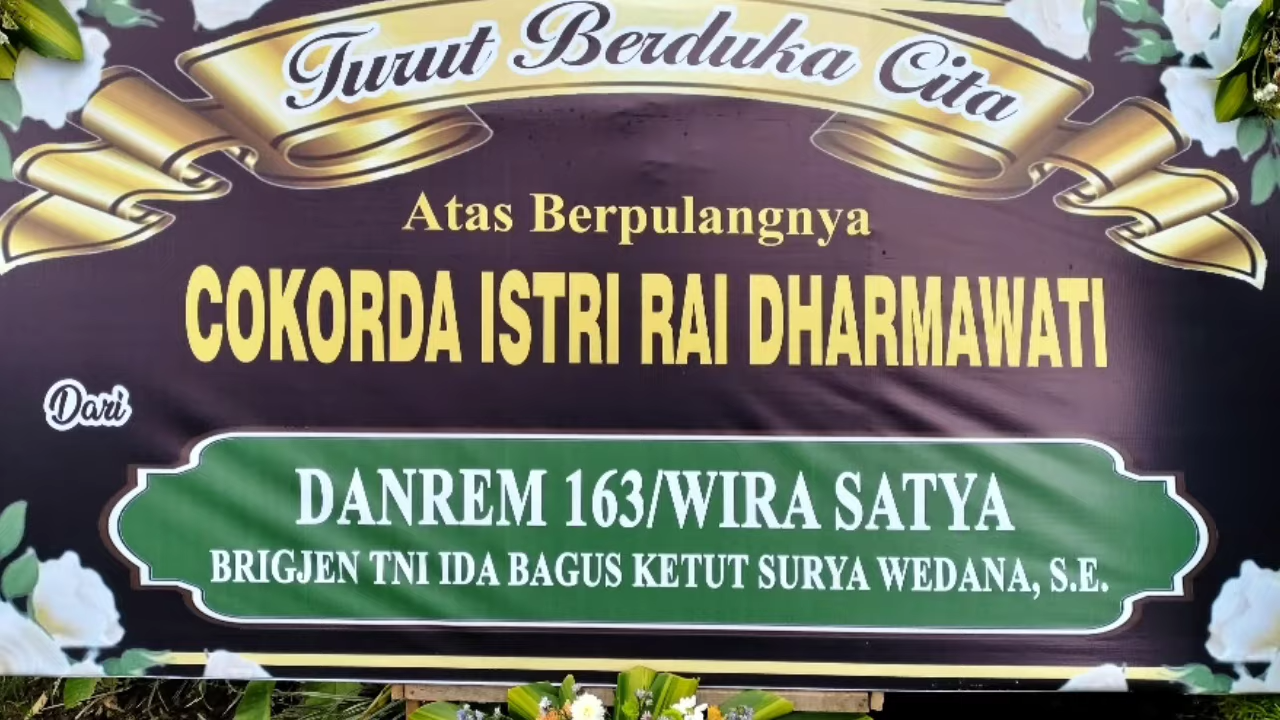 Turut Berduka Cita
Atas Berpulangnya
COKORDA ISTRI RAI DHARMAWATI
Dari
DANREM 163/WIRA SATYA
BRIGJEN TNI IDA BAGUS KETUT SURYA WEDANA, S.E.